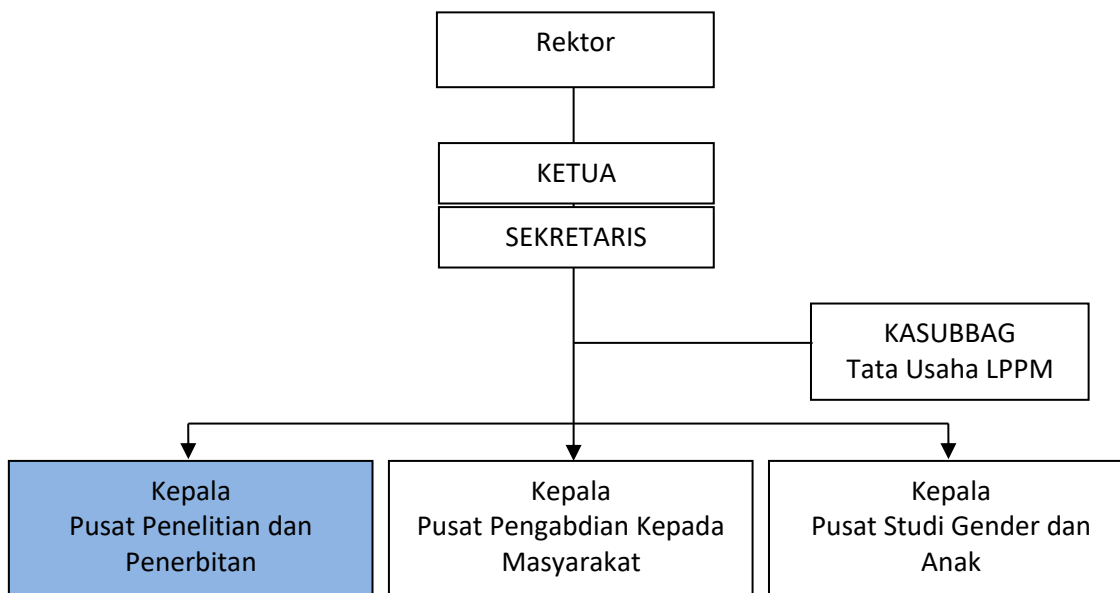 Rektor
KETUA
SEKRETARIS
KASUBBAG
Tata Usaha LPPM
Kepala
Pusat Penelitian dan
Penerbitan
Kepala
Pusat Pengabdian Kepada
Masyarakat
Kepala
Pusat Studi Gender dan
Anak